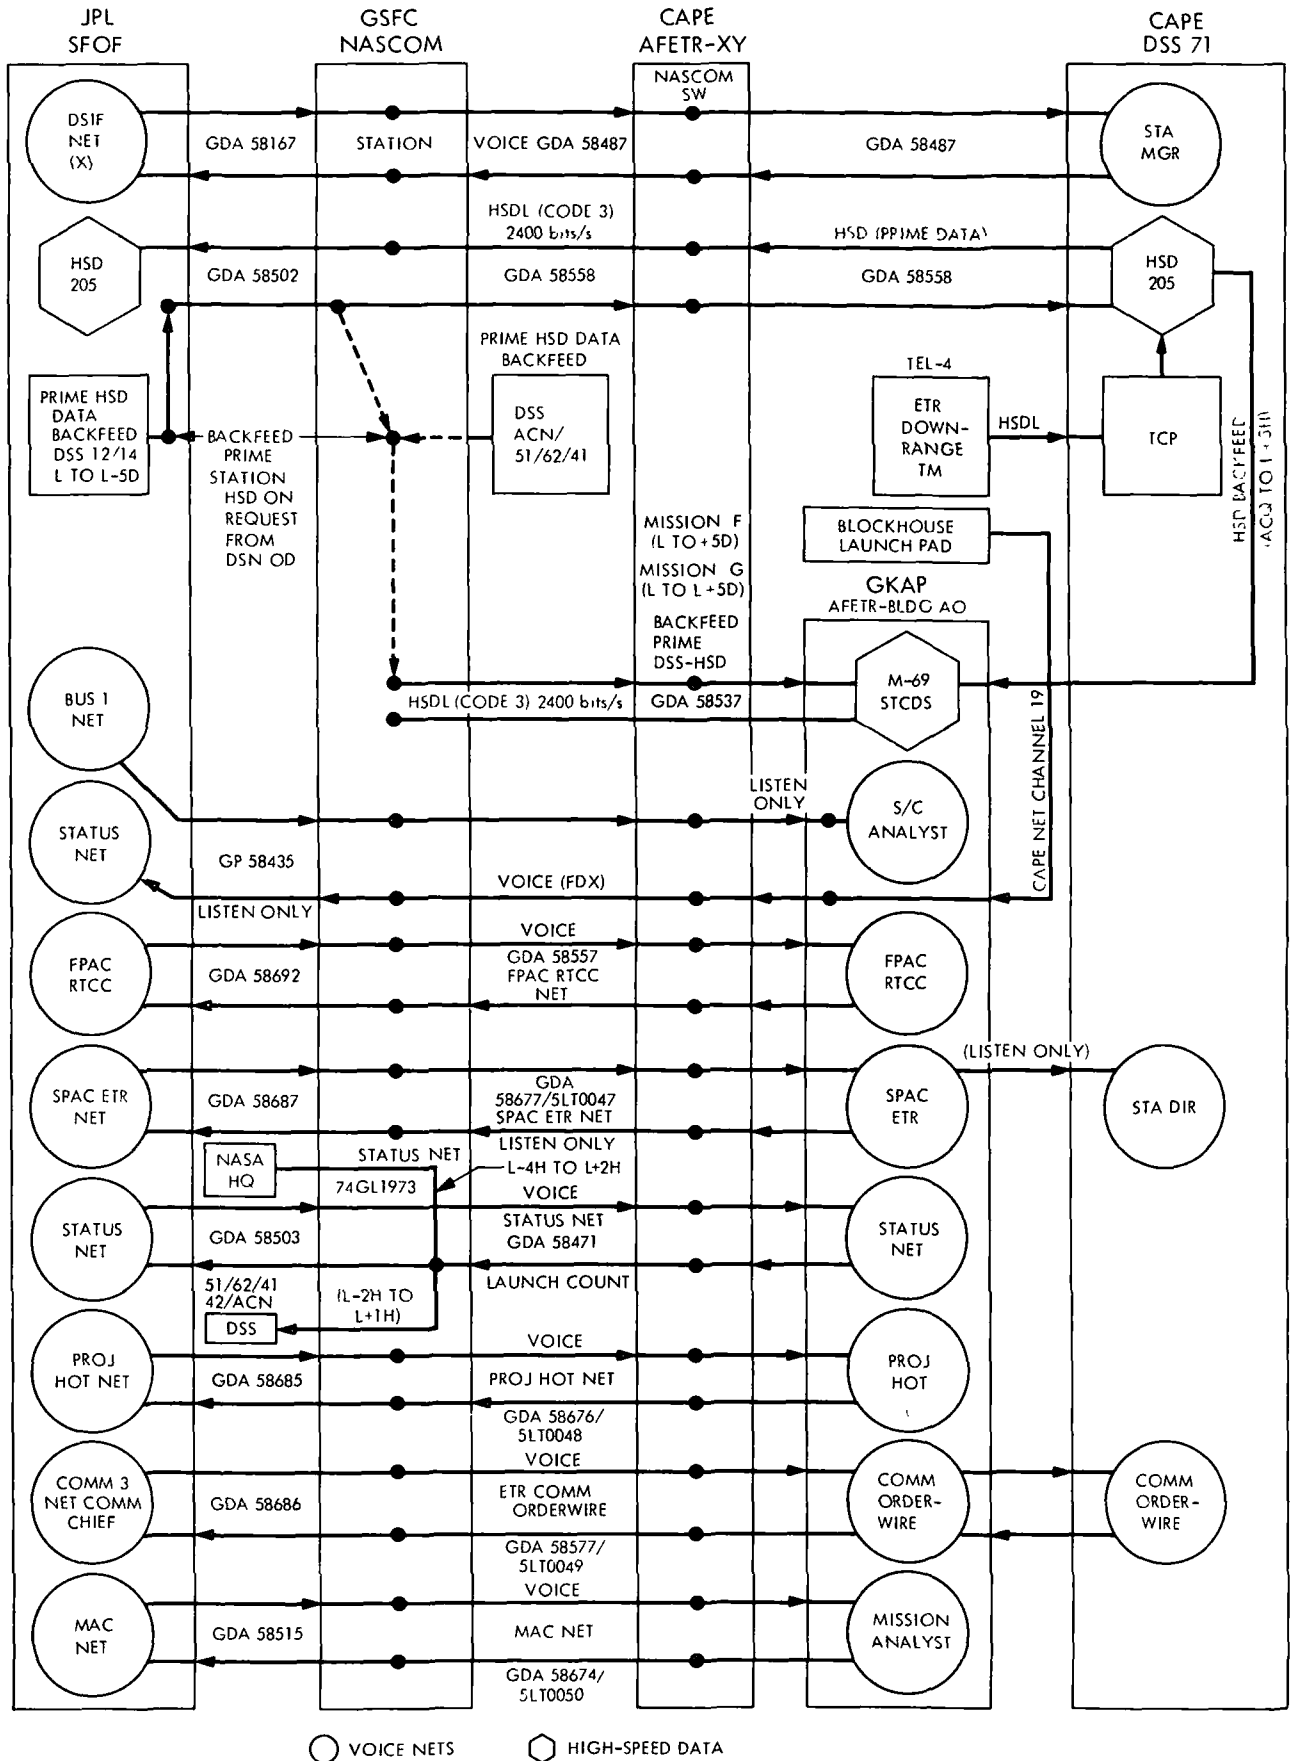 JPL
SFOF
GSFC
NASCOM
CAPE
AFETR-XY
CAPE
DSS 71
NASCOM
SW
DSIF
NET
(X)
GDA 58167
STATION
VOICE GDA 58487
GDA 58487
STA
MGR
HSDL (CODE 3)
2400 bits/s
HSD (PRIME DATA)
HSD
205
GDA 58502
GDA 58558
GDA 58558
HSD
205
PRIME HSD DATA
BACKFEED
TEL-4
PRIME HSD
DATA
BACKFEED
DSS 12/14
L TO L-5D
BACKFEED
PRIME
STATION
HSD ON
REQUEST
FROM
DSN OD
DSS
ACN/
51/62/41
ETR
DOWN-
RANGE
TM
HSDL
TCP
HSD BACKFEED
MISSION F
(L TO +5D)
MISSION G
(L TO L+5D)
BACKFEED
PRIME
DSS-HSD
BLOCKHOUSE
LAUNCH PAD
GKAP
AFETR-BLDG AO
BUS 1
NET
HSDL (CODE 3) 2400 bits/s
GDA 58537
M-69
STCDS
CAPE NET CHANNEL 19
LISTEN
ONLY
S/C
ANALYST
STATUS
NET
GP 58435
VOICE (FDX)
LISTEN ONLY
FPAC
RTCC
GDA 58692
VOICE
GDA 58557
FPAC RTCC
NET
FPAC
RTCC
(LISTEN ONLY)
SPAC ETR
NET
GDA 58687
GDA
58677/5LT0047
SPAC ETR NET
SPAC
ETR
STA DIR
NASA
HQ
STATUS NET
74GL1973
LISTEN ONLY
L-4H TO L+2H
VOICE
STATUS
NET
GDA 58503
STATUS NET
GDA 58471
STATUS
NET
LAUNCH COUNT
51/62/41
42/ACN
DSS
(L-2H TO
L+1H)
VOICE
PROJ
HOT NET
GDA 58685
PROJ HOT NET
PROJ
HOT
GDA 58676/
5LT0048
VOICE
COMM 3
NET COMM
CHIEF
GDA 58686
ETR COMM
ORDERWIRE
COMM
ORDER-
WIRE
COMM
ORDER-
WIRE
GDA 58577/
5LT0049
VOICE
MAC
NET
GDA 58515
MAC NET
MISSION
ANALYST
GDA 58674/
5LT0050
VOICE NETS
HIGH-SPEED DATA